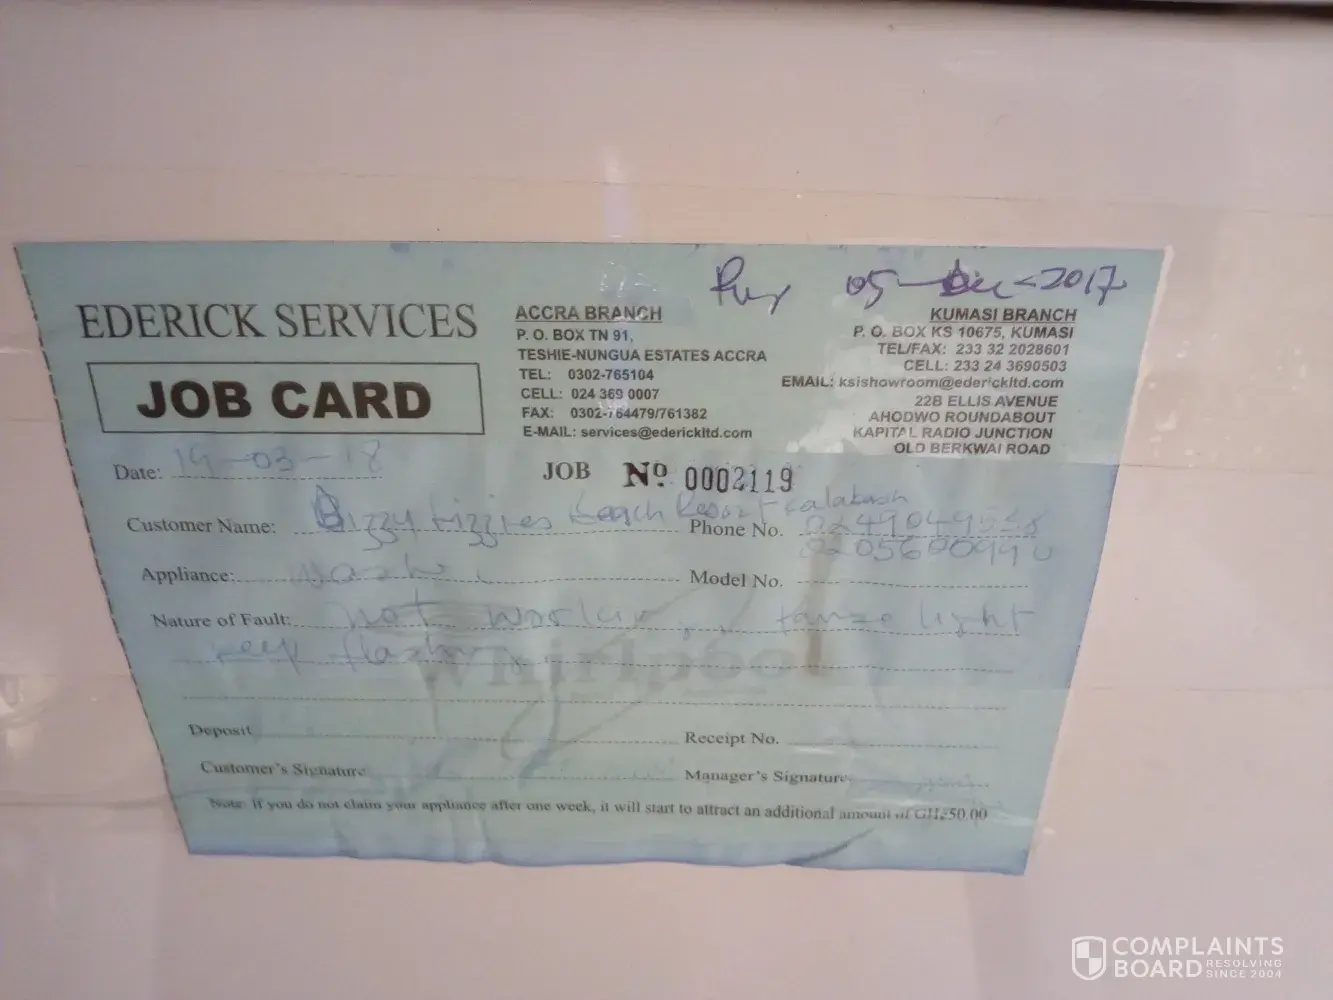 05-Dec-2017
EDERICK SERVICES
JOB CARD
ACCRA BRANCH
P. O. BOX TN 91,
TESHIE-NUNGUA ESTATES ACCRA
TEL: 0302-765104
CELL: 024 369 0007
FAX: 0302-764479/761382
E-MAIL: services@ederickltd.com
KUMASI BRANCH
P. O. BOX KS 10675, KUMASI
TEL/FAX: 233 32 2028601
CELL: 233 24 3690503
EMAIL: ksishowroom@ederickltd.com
22B ELLIS AVENUE
AHODWO ROUNDABOUT
KAPITAL RADIO JUNCTION
OLD BERKWAI ROAD
JOB Nº 0002119
Date: 19-03-18
Customer Name: Bizzy Lizzies Beach Resort
Phone No.
Appliance:
Model No.
Nature of Fault: not light
keep
Whirlpool
Deposit
Receipt No.
Customer's Signature
Manager's Signature
Note: If you do not claim your appliance after one week, it will start to attract an additional amount of GH¢50.00
COMPLAINTS
BOARD RESOLVING
SINCE 2004